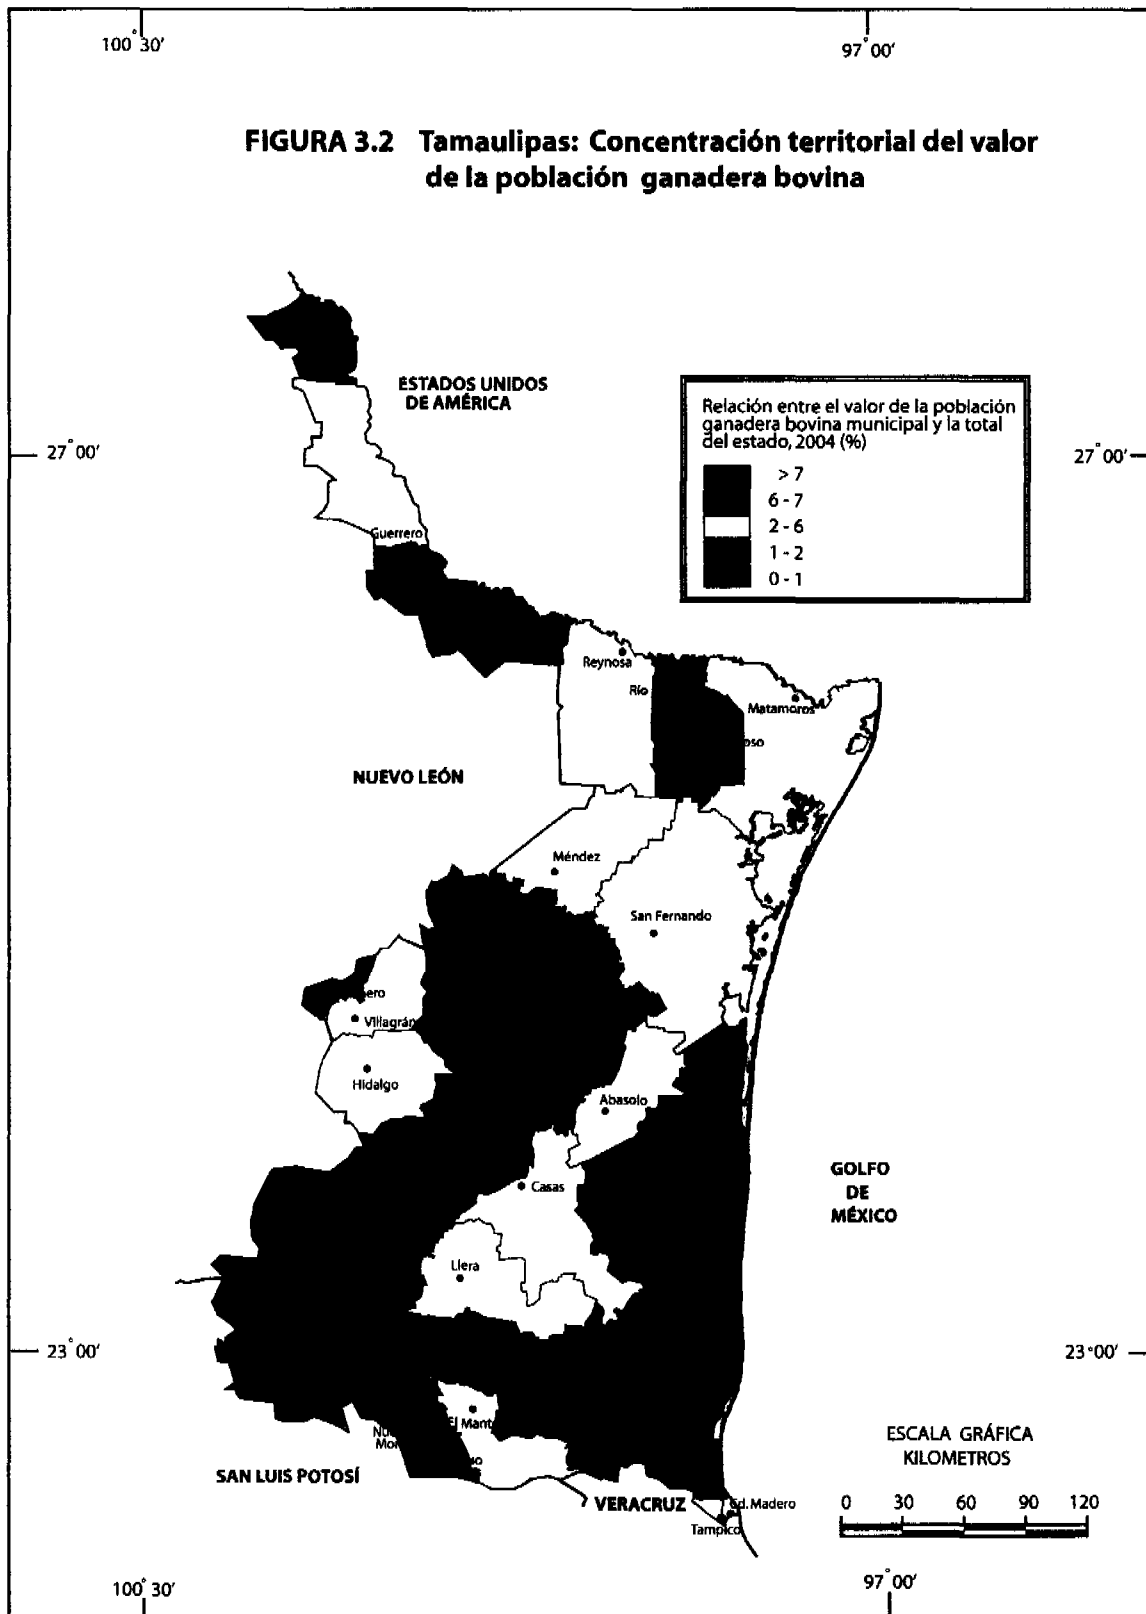 100°30'
97°00'
FIGURA 3.2 Tamaulipas: Concentración territorial del valor
de la población ganadera bovina
ESTADOS UNIDOS
DE AMÉRICA
Relación entre el valor de la población
ganadera bovina municipal y la total
del estado, 2004 (%)
> 7
6 - 7
2 - 6
1 - 2
0 - 1
27°00'
27°00'
Guerrero
Reynosa
Río
Matamoros
oso
NUEVO LEÓN
Méndez
San Fernando
ero
Villagrán
Hidalgo
Abasolo
Casas
GOLFO
DE
MÉXICO
Llera
23°00'
23°00'
El Mant
Mor
SAN LUIS POTOSÍ
VERACRUZ
Cd. Madero
Tampico
ESCALA GRÁFICA
KILOMETROS
0 30 60 90 120
100°30'
97°00'